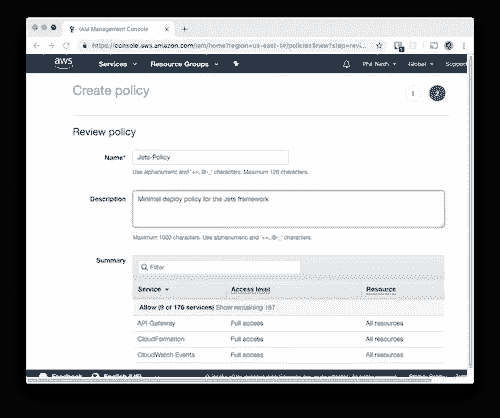 IAM Management Console
https://console.aws.amazon.com/iam/home?region=us-east-1#/policies$new?step=revi...
aws Services Resource Groups Phil Nash Global Support
Create policy
1 2
Review policy
Name* Jets-Policy
Use alphanumeric and '+=,.@-_' characters. Maximum 128 characters.
Description Minimal deploy policy for the Jets framework
Maximum 1000 characters. Use alphanumeric and '+=,.@-_' characters.
Summary Filter
Service Access level Resource
Allow (9 of 176 services) Show remaining 167
API Gateway Full access All resources
CloudFormation Full access All resources
CloudWatch Events Full access All resources
Feedback English (US)